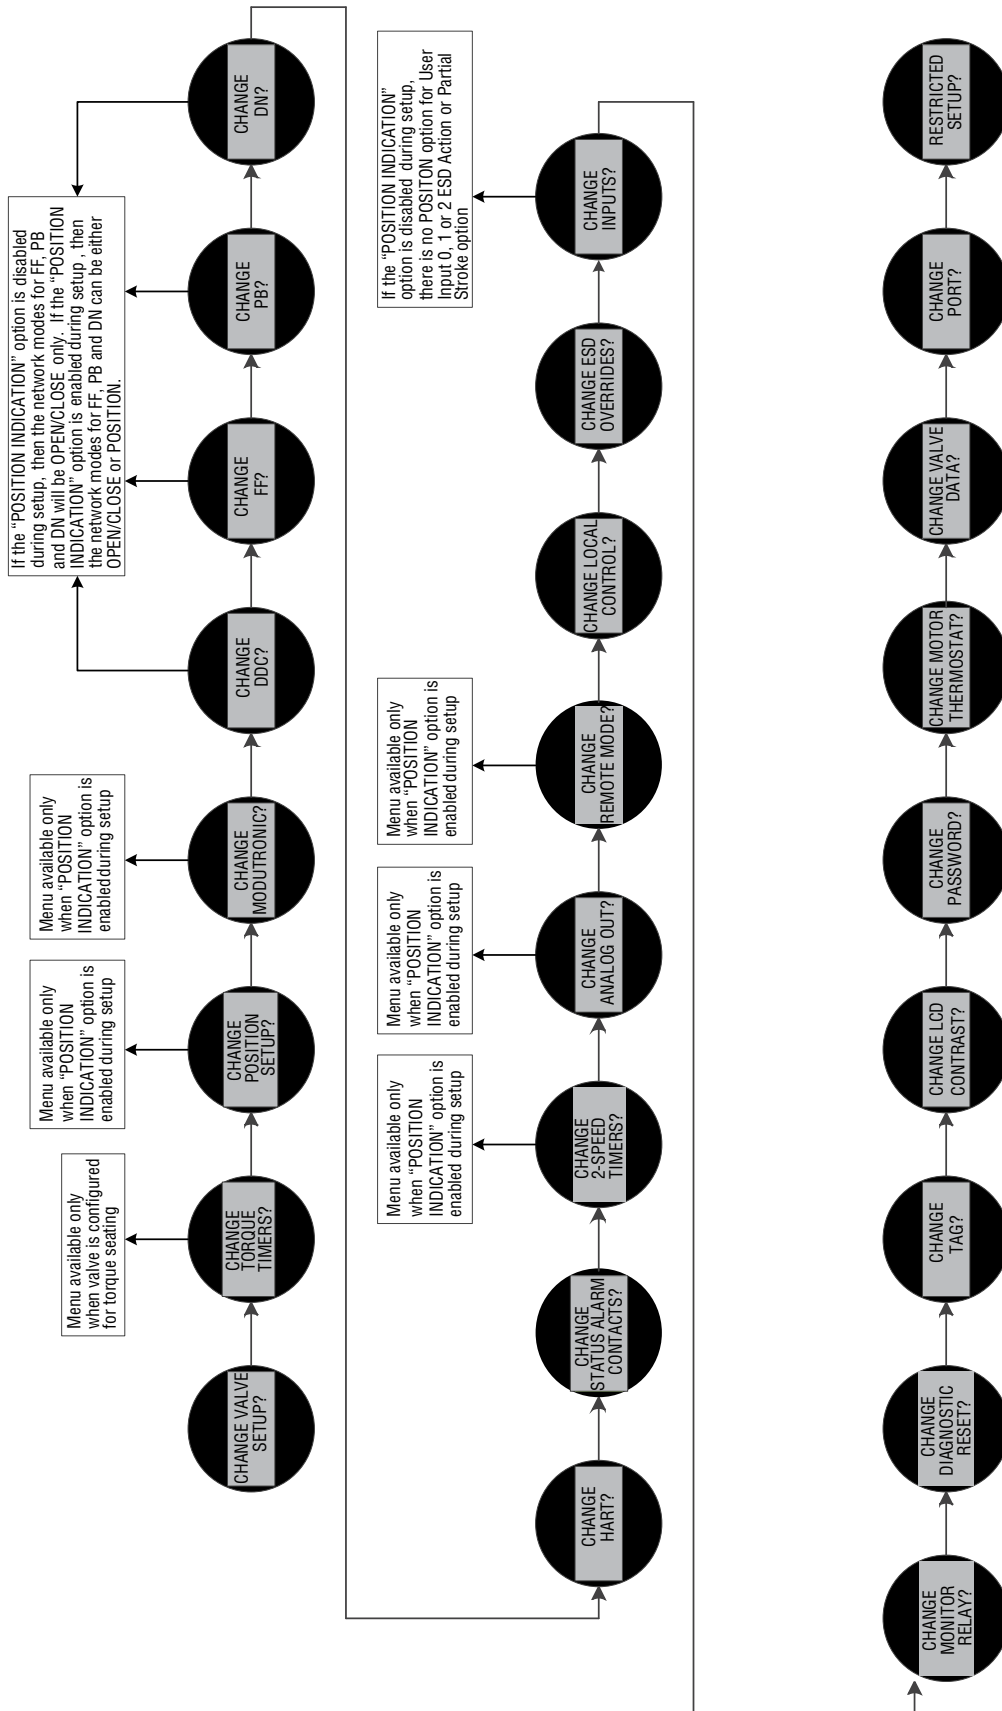 CHANGE VALVE
SETUP?
Menu available only
when valve is configured
for torque seating
CHANGE
TORQUE
TIMERS?
Menu available only
when “POSITION
INDICATION” option is
enabled during setup
CHANGE
POSITION
SETUP?
Menu available only
when “POSITION
INDICATION” option is
enabled during setup
CHANGE
MODUTRONIC?
If the “POSITION INDICATION” option is disabled
during setup, then the network modes for FF, PB
and DN will be OPEN/CLOSE only. If the “POSITION
INDICATION” option is enabled during setup , then
the network modes for FF, PB and DN can be either
OPEN/CLOSE or POSITION.
CHANGE
DDC?
CHANGE
FF?
CHANGE
PB?
CHANGE
DN?
CHANGE
HART?
CHANGE
STATUS ALARM
CONTACTS?
Menu available only
when “POSITION
INDICATION” option is
enabled during setup
CHANGE
2-SPEED
TIMERS?
Menu available only
when “POSITION
INDICATION” option is
enabled during setup
CHANGE
ANALOG OUT?
Menu available only
when “POSITION
INDICATION” option is
enabled during setup
CHANGE
REMOTE MODE?
CHANGE LOCAL
CONTROL?
CHANGE ESD
OVERRIDES?
If the “POSITION INDICATION”
option is disabled during setup,
there is no POSITON option for User
Input 0, 1 or 2 ESD Action or Partial
Stroke option
CHANGE
INPUTS?
CHANGE
MONITOR
RELAY?
CHANGE
DIAGNOSTIC
RESET?
CHANGE
TAG?
CHANGE LCD
CONTRAST?
CHANGE
PASSWORD?
CHANGE MOTOR
THERMOSTAT?
CHANGE VALVE
DATA?
CHANGE
PORT?
RESTRICTED
SETUP?